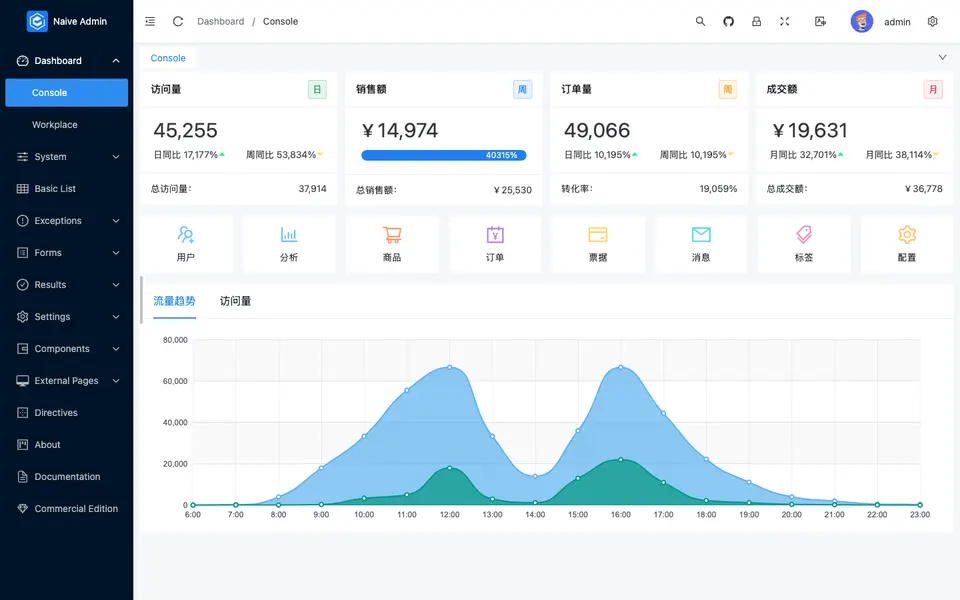 Naive Admin
Dashboard / Console
admin
Dashboard
Console
Workplace
System
Basic List
Exceptions
Forms
Results
Settings
Components
External Pages
Directives
About
Documentation
Commercial Edition
Console
访问量 日
45,255
日同比 17,177% 周同比 53,834%
总访问量: 37,914
销售额 周
¥14,974
40315%
总销售额: ¥25,530
订单量 周
49,066
日同比 10,195% 周同比 10,195%
转化率: 19,059%
成交额 月
¥19,631
月同比 32,701% 月同比 38,114%
总成交额: ¥36,778
用户 分析 商品 订单 票据 消息 标签 配置
流量趋势 访问量
80,000
60,000
40,000
20,000
0
6:00 7:00 8:00 9:00 10:00 11:00 12:00 13:00 14:00 15:00 16:00 17:00 18:00 19:00 20:00 21:00 22:00 23:00